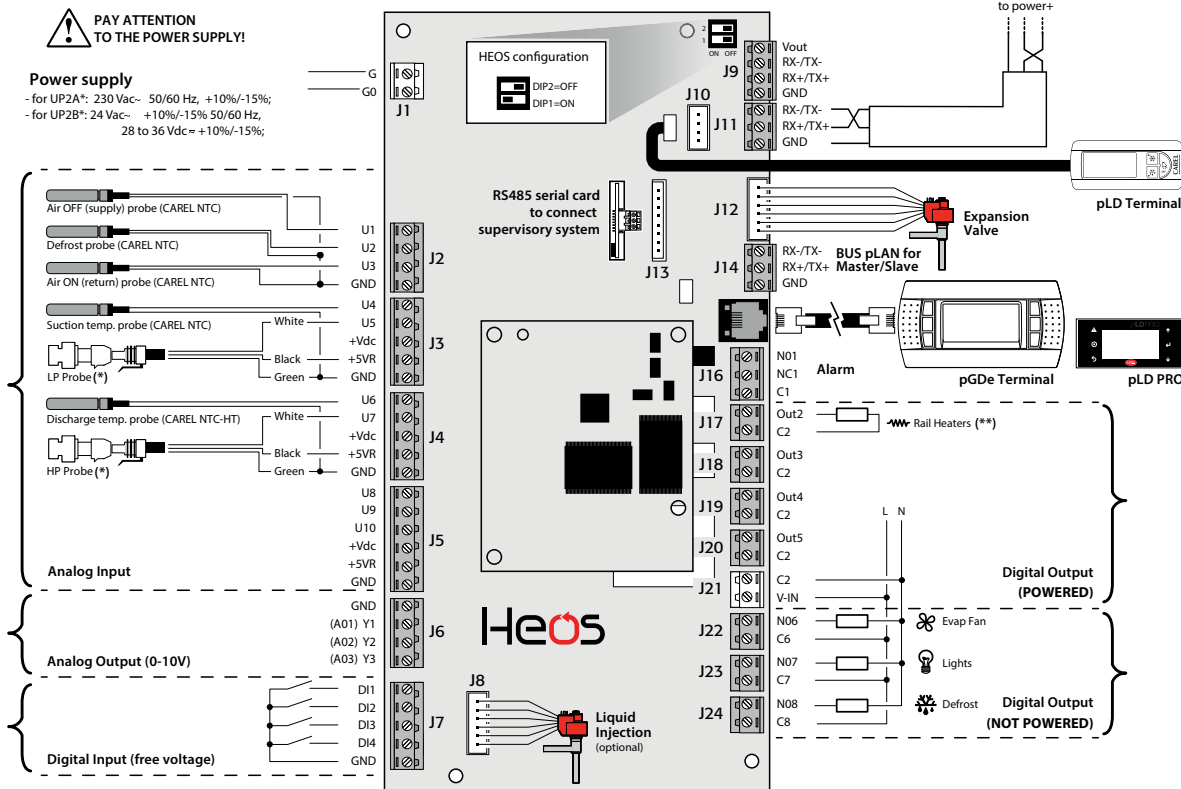 PAY ATTENTION
TO THE POWER SUPPLY!
Power supply
- for UP2A*: 230 Vac~ 50/60 Hz, +10%/-15%;
- for UP2B*: 24 Vac~ +10%/-15% 50/60 Hz,
28 to 36 Vdc≂ +10%/-15%;
G
G0
J1
HEOS configuration
DIP2=OFF
DIP1=ON
2
1
ON OFF
to power+
J9
Vout
RX-/TX-
RX+/TX+
GND
J10
J11
RX-/TX-
RX+/TX+
GND
CAREL
pLD Terminal
Air OFF (supply) probe (CAREL NTC)
Defrost probe (CAREL NTC)
Air ON (return) probe (CAREL NTC)
U1
U2
U3
GND
J2
Suction temp. probe (CAREL NTC)
LP Probe (*)
White
Black
Green
U4
U5
+Vdc
+5VR
GND
J3
Discharge temp. probe (CAREL NTC-HT)
HP Probe (*)
White
Black
Green
U6
U7
+Vdc
+5VR
GND
J4
U8
U9
U10
+Vdc
+5VR
GND
J5
Analog Input
GND
(A01) Y1
(A02) Y2
(A03) Y3
J6
Analog Output (0-10V)
DI1
DI2
DI3
DI4
GND
J7
Digital Input (free voltage)
RS485 serial card
to connect
supervisory system
J13
J12
Expansion
Valve
BUS pLAN for
Master/Slave
J14
RX-/TX-
RX+/TX+
GND
pGDe Terminal
pLD PRO
Alarm
J16
N01
NC1
C1
J17
Out2
C2
Rail Heaters (**)
J18
Out3
C2
J19
Out4
C2
J20
Out5
C2
L N
J21
C2
V-IN
Digital Output
(POWERED)
Heos
J22
N06
C6
Evap Fan
J23
N07
C7
Lights
J24
N08
C8
Defrost
Digital Output
(NOT POWERED)
J8
Liquid
Injection
(optional)